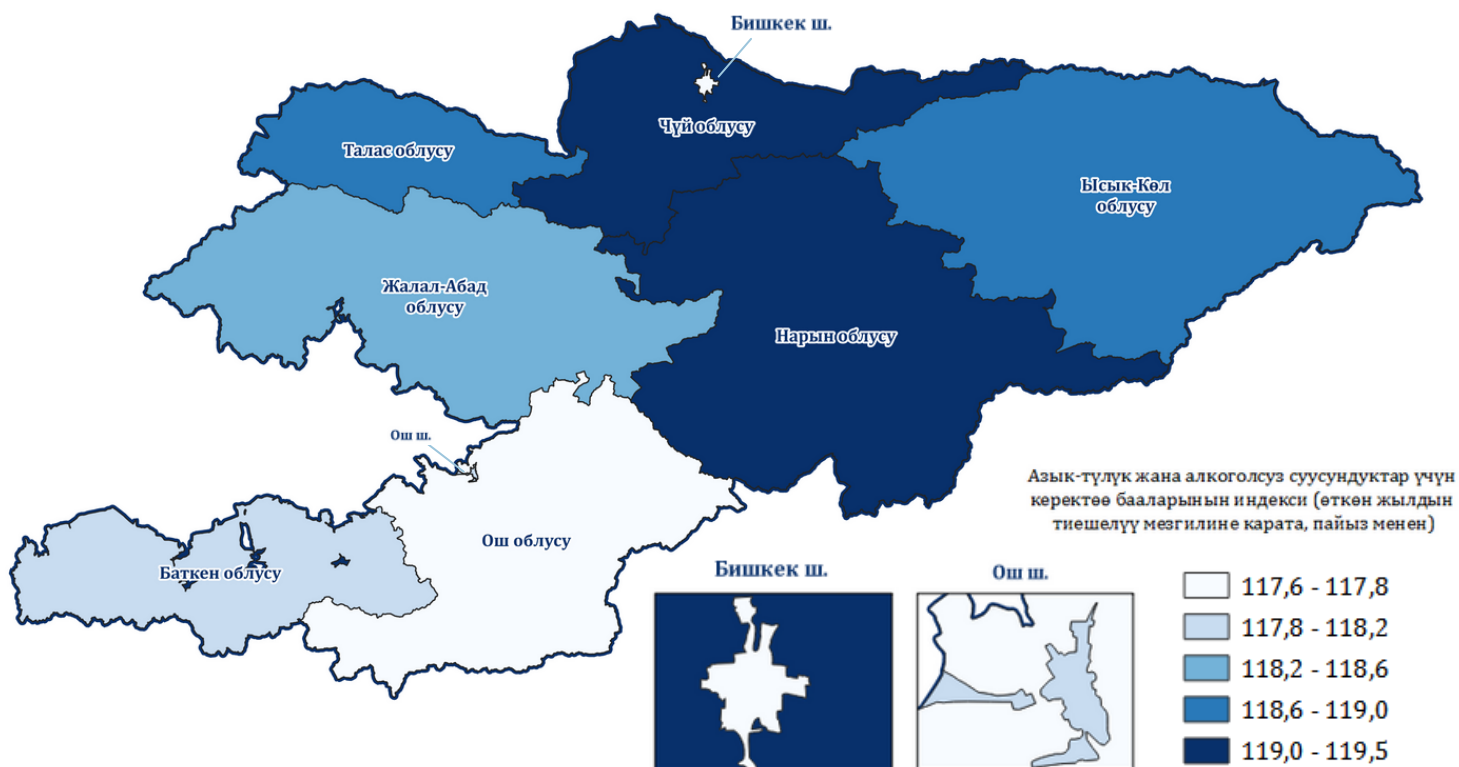 Бишкек ш.
Чүй облусу
Талас облусу
Ысык-Көл
облусу
Жалал-Абад
облусу
Нарын облусу
Ош ш.
Ош облусу
Баткен облусу
Азык-түлүк жана алкоголсуз суусундуктар үчүн
керектөө бааларынын индекси (өткөн жылдын
тиешелүү мезгилине карата, пайыз менен)
Бишкек ш.
Ош ш.
117,6 - 117,8
117,8 - 118,2
118,2 - 118,6
118,6 - 119,0
119,0 - 119,5